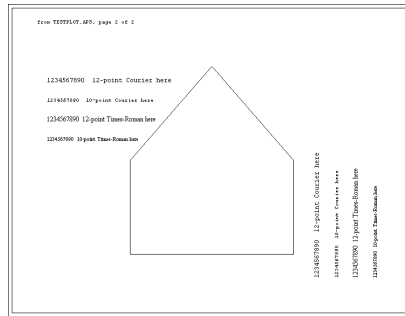 from TESTPLOT.APS, page 2 of 2
1234567890 12-point Courier here
1234567890 10-point Courier here
1234567890 12-point Times-Roman here
1234567890 10-point Times-Roman here
1234567890 12-point Courier here
1234567890 10-point Courier here
1234567890 12-point Times-Roman here
1234567890 10-point Times-Roman here